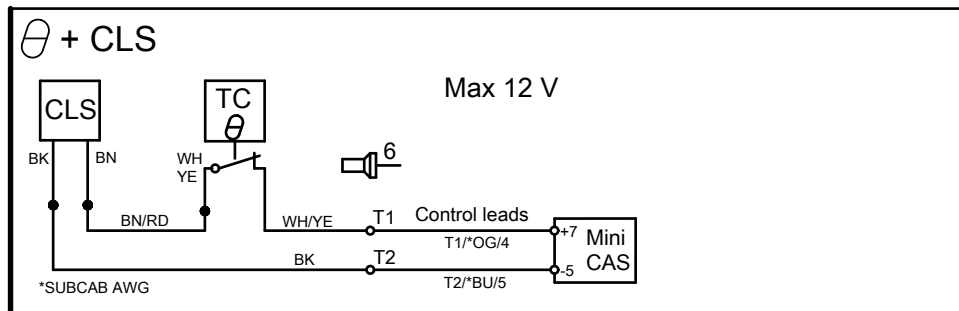 θ + CLS
Max 12 V
CLS
TC
θ
BK
BN
WH
YE
6
BN/RD
WH/YE
T1
Control leads
T1/*OG/4
+7
Mini
CAS
BK
T2
T2/*BU/5
-5
*SUBCAB AWG